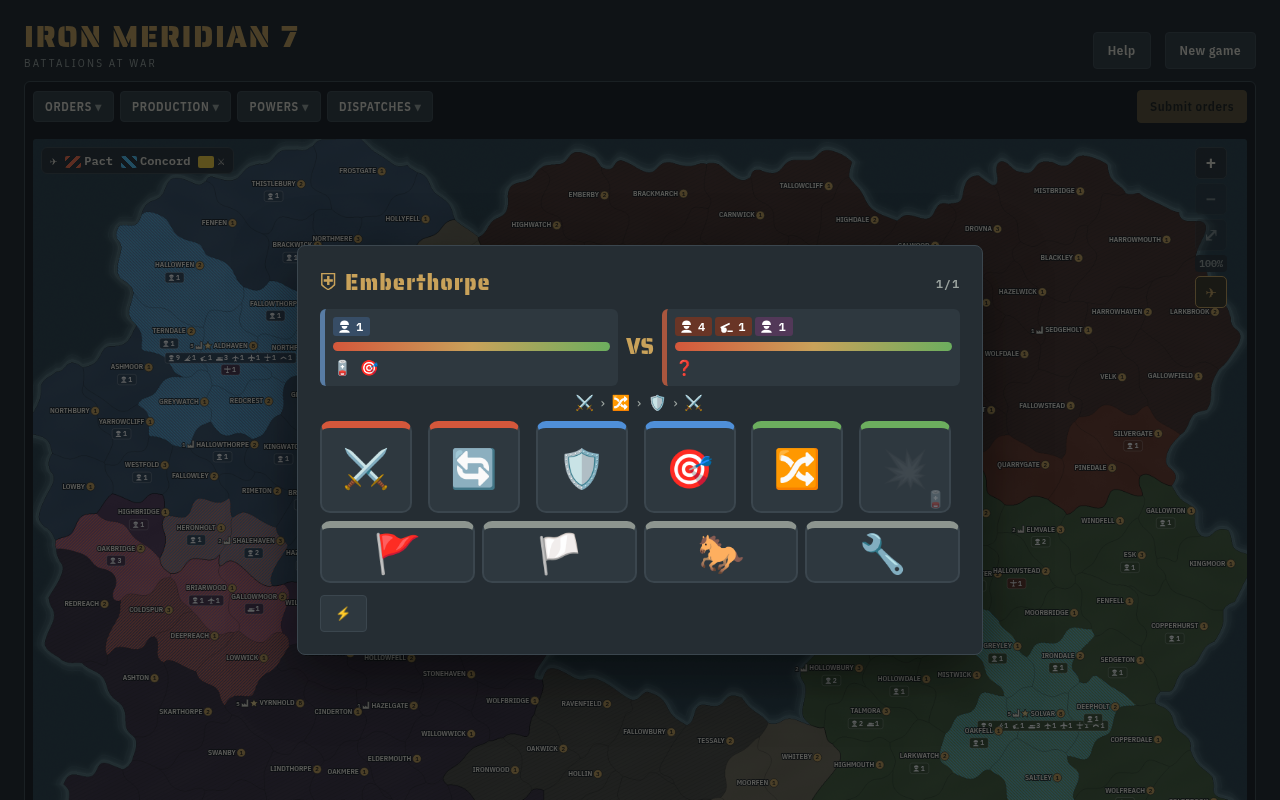 IRON MERIDIAN 7
BATTALIONS AT WAR
Help
New game
ORDERS ▾
PRODUCTION ▾
POWERS ▾
DISPATCHES ▾
Submit orders
Pact
Concord
+
−
100%
FROSTGATE
THISTLEBURY
FENFEN
HOLLYFELL
NORTHMERE
HALLOWFEN
TERNDALE
ALDHAVEN
ASHMOOR
GREYWATCH
REDCREST
NORTHBURY
YARROWCLIFF
HALLOWTHORPE
WESTFOLD
FALLOWLEY
LOWBY
RIMETON
HIGHBRIDGE
HERONHOLT
SHALEHAVEN
OAKBRIDGE
BRIARWOOD
GALLOWMOOR
REDREACH
COLDSPUR
DEEPREACH
LOWWICK
ASHTON
SKARTHORPE
VYRNHOLD
CINDERTON
HAZELGATE
SWANBY
LINDTHORPE
OAKMERE
ELDERMOUTH
WILLOWWICK
STONEHAVEN
HOLLOWFELL
WOLFBRIDGE
RAVENFIELD
OAKWICK
IRONWOOD
HOLLIN
FALLOWBURY
TESSALY
MOORFEN
WHITEBY
EMBERBY
BRACKMARCH
TALLOWCLIFF
HIGHWATCH
CARNWICK
HIGHDALE
MISTBRIDGE
DROVNA
HARROWMOUTH
BLACKLEY
HAZELWICK
HARROWHAVEN
LARKBROOK
SEDGEHOLT
WOLFDALE
VELK
GALLOWFIELD
FALLOWSTEAD
SILVERGATE
QUARRYGATE
PINEDALE
GALLOWTON
WINDFELL
ELMVALE
ESK
KINGMOOR
HALLOWSTEAD
FENFELL
MOORBRIDGE
COPPERHURST
GREYLEY
IRONDALE
SEDGETON
HOLLOWBURY
HOLLOWDALE
MISTWICK
TALMORA
SOLVAR
DEEPHOLT
OAKFELL
COPPERDALE
HIGHMOUTH
LARKWATCH
SALTLEY
WOLFREACH
Emberthorpe
1/1
1
VS
4
1
1